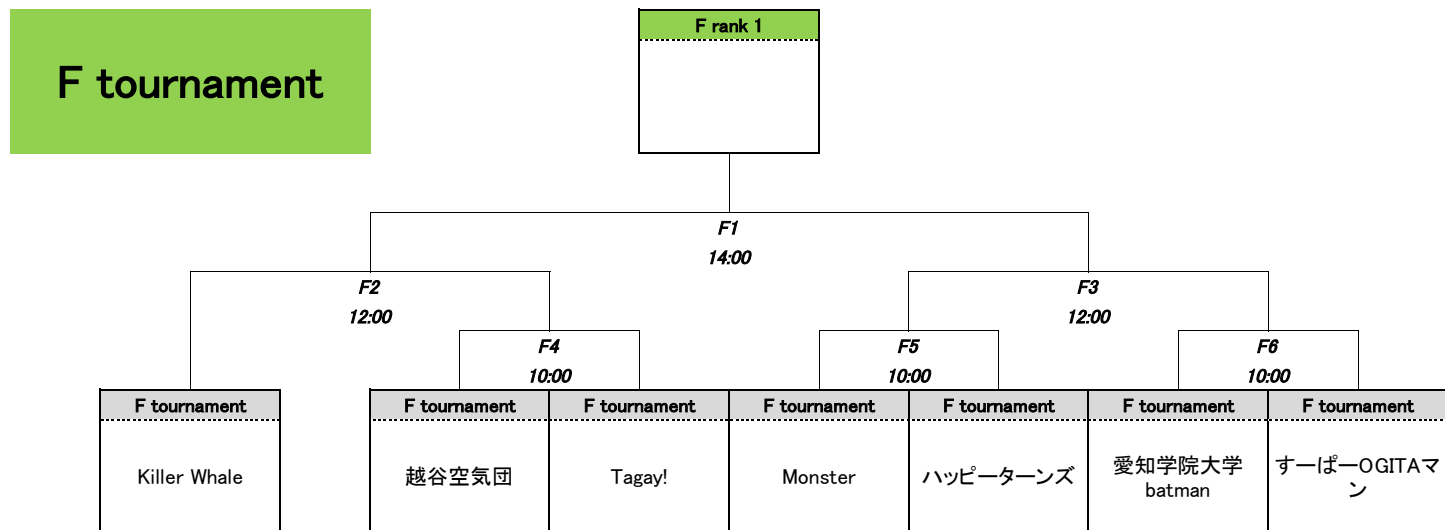 F tournament
F rank 1
F1
14:00
F2
F3
12:00
12:00
F4
F5
F6
10:00
10:00
10:00
F tournament
F tournament
F tournament
F tournament
F tournament
F tournament
F tournament
Killer Whale
越谷空気団
Tagay!
Monster
ハッピーターンズ
愛知学院大学
batman
すーぱーOGITAマ
ン